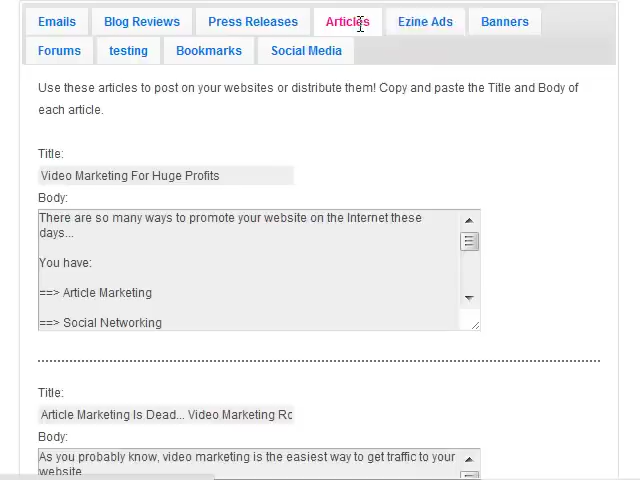 Emails Blog Reviews Press Releases Articles Ezine Ads Banners
Forums testing Bookmarks Social Media
Use these articles to post on your websites or distribute them! Copy and paste the Title and Body of
each article.
Title:
Video Marketing For Huge Profits
Body:
There are so many ways to promote your website on the Internet these
days...
You have:
==> Article Marketing
==> Social Networking
Title:
Article Marketing Is Dead... Video Marketing Rc
Body:
As you probably know, video marketing is the easiest way to get traffic to your
website